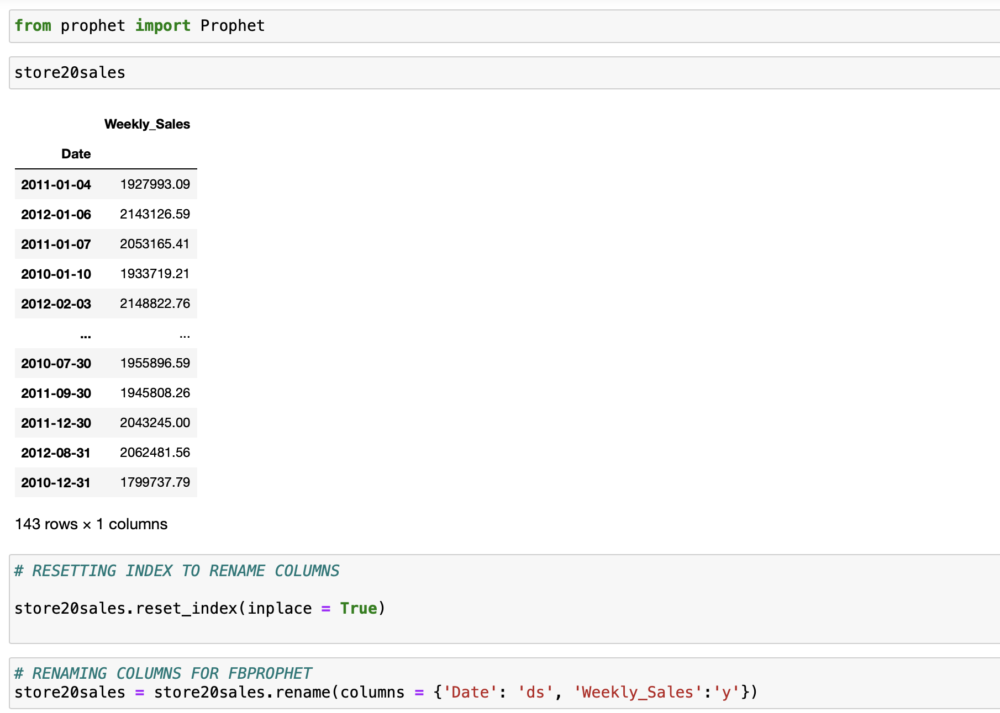 from prophet import Prophet
store20sales
Weekly_Sales
Date
2011-01-04 1927993.09
2012-01-06 2143126.59
2011-01-07 2053165.41
2010-01-10 1933719.21
2012-02-03 2148822.76
... ...
2010-07-30 1955896.59
2011-09-30 1945808.26
2011-12-30 2043245.00
2012-08-31 2062481.56
2010-12-31 1799737.79
143 rows × 1 columns
# RESETTING INDEX TO RENAME COLUMNS
store20sales.reset_index(inplace = True)
# RENAMING COLUMNS FOR FBPROPHET
store20sales = store20sales.rename(columns = {'Date': 'ds', 'Weekly_Sales':'y'})